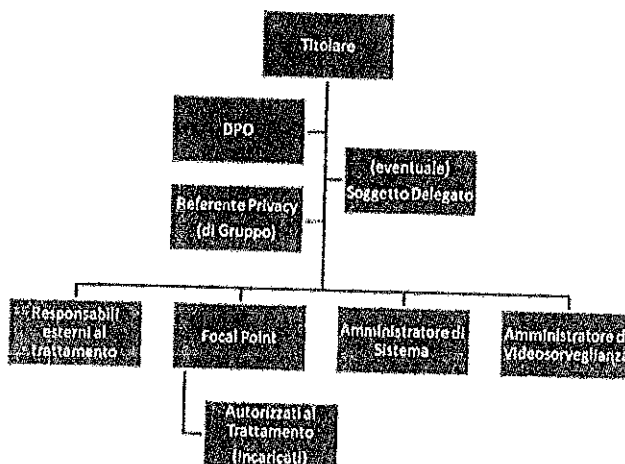 Titolare
DPO
(eventuale)
Soggetto Delegato
Referente Privacy
(di Gruppo)
Responsabili
esterni al
trattamento
Focal Point
Amministratore di
Sistema
Amministratore di
Videosorveglianza
Autorizzati al
Trattamento
(Incaricati)